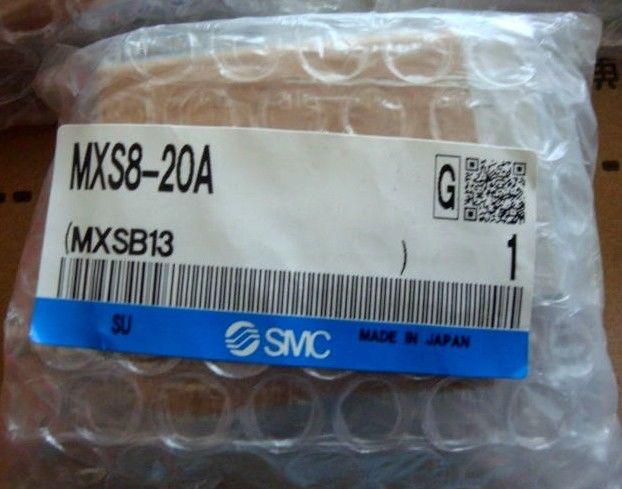 MXS8-20A
G
(MXSB13 )
1
SU
SMC
MADE IN JAPAN